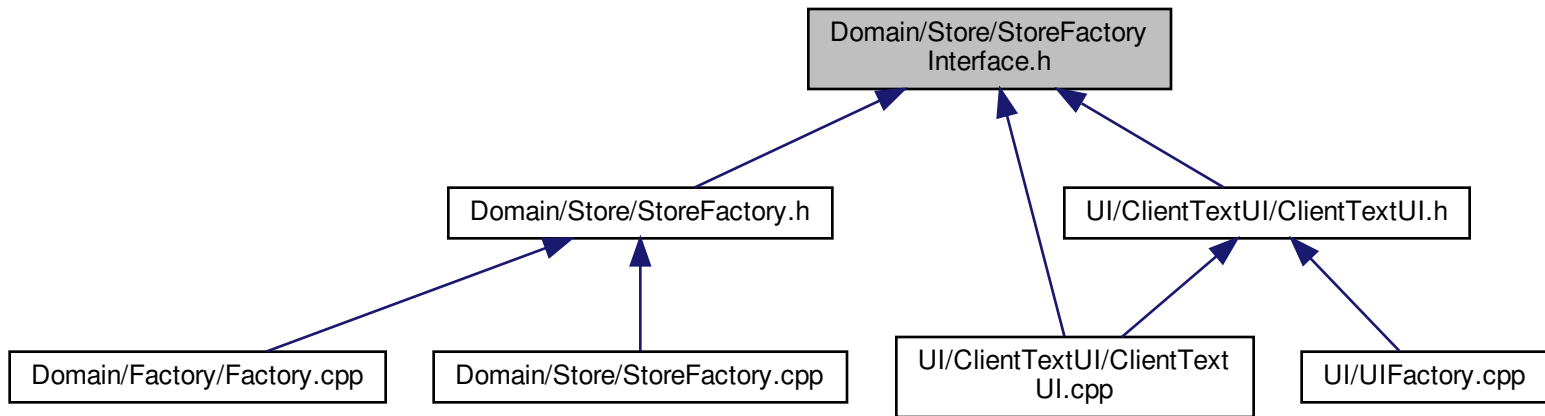 Domain/Store/StoreFactory
Interface.h
Domain/Store/StoreFactory.h
UI/ClientTextUI/ClientTextUI.h
Domain/Factory/Factory.cpp
Domain/Store/StoreFactory.cpp
UI/ClientTextUI/ClientText
UI.cpp
UI/UIFactory.cpp